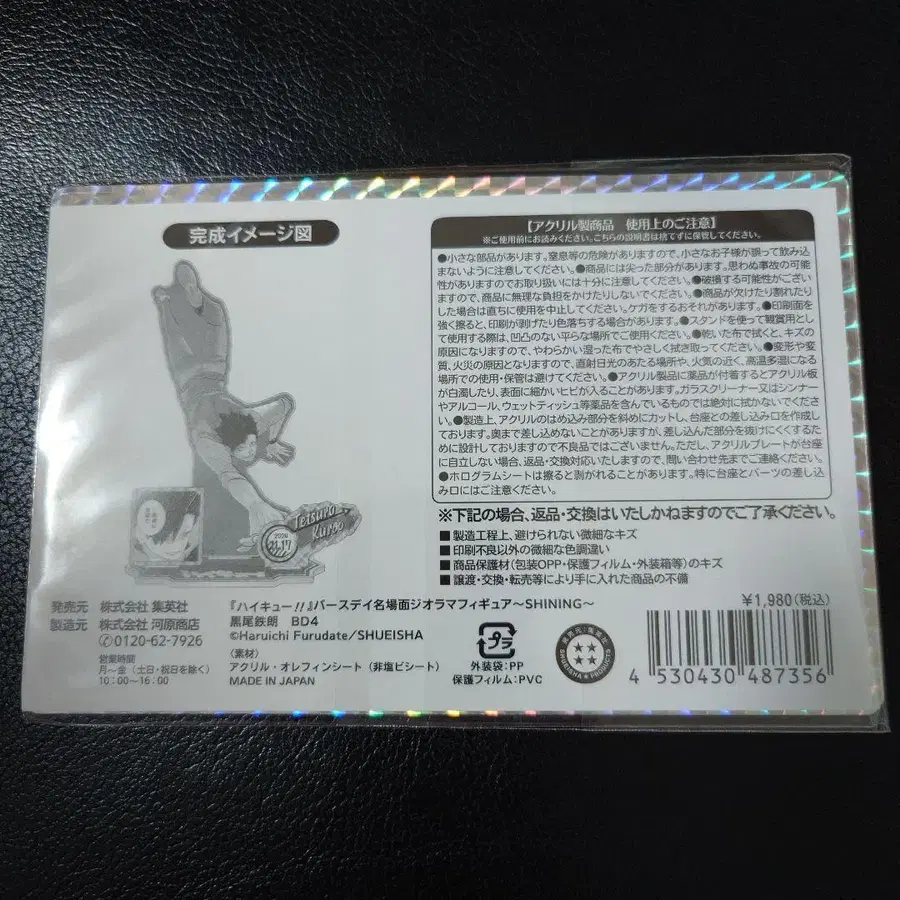 完成イメージ図
Tetsuro
Kuroo
11.17
【アクリル製商品 使用上のご注意】
※ご使用前にお読みください。こちらの説明書は捨てずに保管してください。
●小さな部品があります。窒息等の危険がありますので、小さなお子様が誤って飲み込
まないように注意してください。●商品には尖った部分があります。思わぬ事故の可能
性がありますのでお取り扱いには十分に注意してください。●破損する可能性がござい
ますので、商品に無理な負担をかけたりしないでください。●商品が欠けたり割れたり
した場合は直ちに使用を中止してください。ケガをするおそれがあります。●印刷面を
強く擦ると、印刷が剥げたり色落ちする場合があります。●スタンドを使って観賞用とし
て使用する際は、凹凸のない平らな場所でご使用ください。●乾いた布で拭くと、キズの
原因になりますので、やわらかい湿った布でやさしく拭き取ってください。●変形や変
質、火災の原因となりますので、直射日光のあたる場所や、火気の近く、高温多湿になる
場所での使用・保管は避けてください。●アクリル製品に薬品が付着するとアクリル板
が白濁したり、表面に細かいヒビが入ることがあります。ガラスクリーナー又はシンナー
やアルコール、ウェットティッシュ等薬品を含んでいるものでは絶対に拭かないでくださ
い。●製造上、アクリルのはめ込み部分を斜めにカットし、台座との差し込み口を作成し
ております。奥まで差し込めないことがありますが、差し込んだ部分を抜けにくくするた
めに設計しておりますので不良品ではございません。ただし、アクリルプレートが台座
に自立しない場合、返品・交換対応いたしますので、問い合わせ先までご連絡ください。
●ホログラムシートは擦ると剥がれることがあります。特に台座とパーツの差し込
み口にはご注意ください。
※下記の場合、返品・交換はいたしかねますのでご了承ください。
■製造工程上、避けられない微細なキズ
■印刷不良以外の微細な色調違い
■商品保護材(包装OPP・保護フィルム・外装箱等)のキズ
■譲渡・交換・転売等により手に入れた商品の不備
発売元 株式会社 集英社
製造元 株式会社 河原商店
✆0120-62-7926
営業時間
月〜金(土日・祝日を除く)
10:00〜16:00
『ハイキュー!!』バースデイ名場面ジオラマフィギュア〜SHINING〜
黒尾鉄朗 BD4
©Haruichi Furudate/SHUEISHA
〈素材〉
アクリル・オレフィンシート(非塩ビシート)
MADE IN JAPAN
プラ
外装袋:PP
保護フィルム:PVC
発売元 集英社
SHUEISHA PRODUCTS
¥1,980(税込)
4 530430 487356